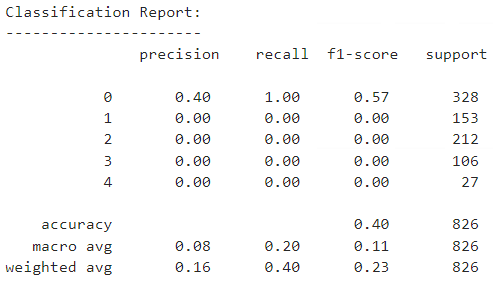 Classification Report:
----------------------
precision recall f1-score support
0 0.40 1.00 0.57 328
1 0.00 0.00 0.00 153
2 0.00 0.00 0.00 212
3 0.00 0.00 0.00 106
4 0.00 0.00 0.00 27
accuracy 0.40 826
macro avg 0.08 0.20 0.11 826
weighted avg 0.16 0.40 0.23 826